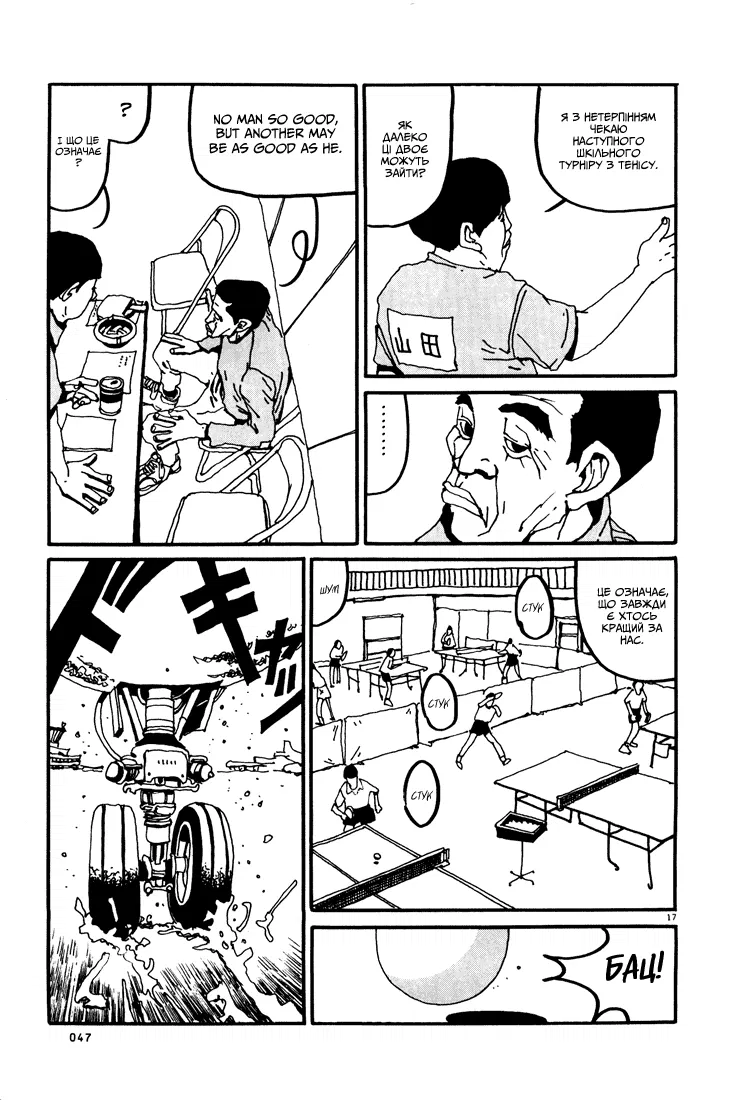 Я З НЕТЕРПІННЯМ
ЧЕКАЮ
НАСТУПНОГО
ШКІЛЬНОГО
ТУРНІРУ З ТЕНІСУ.
ЯК
ДАЛЕКО
ЦІ ДВОЄ
МОЖУТЬ
ЗАЙТИ?
山田
......
NO MAN SO GOOD,
BUT ANOTHER MAY
BE AS GOOD AS HE.
?
І ЩО ЦЕ
ОЗНАЧАЄ
?
ЦЕ ОЗНАЧАЄ,
ЩО ЗАВЖДИ
Є ХТОСЬ
КРАЩИЙ ЗА
НАС.
ШУМ
СТУК
СТУК
СТУК
17
БАЦ!
ドギャッ
047